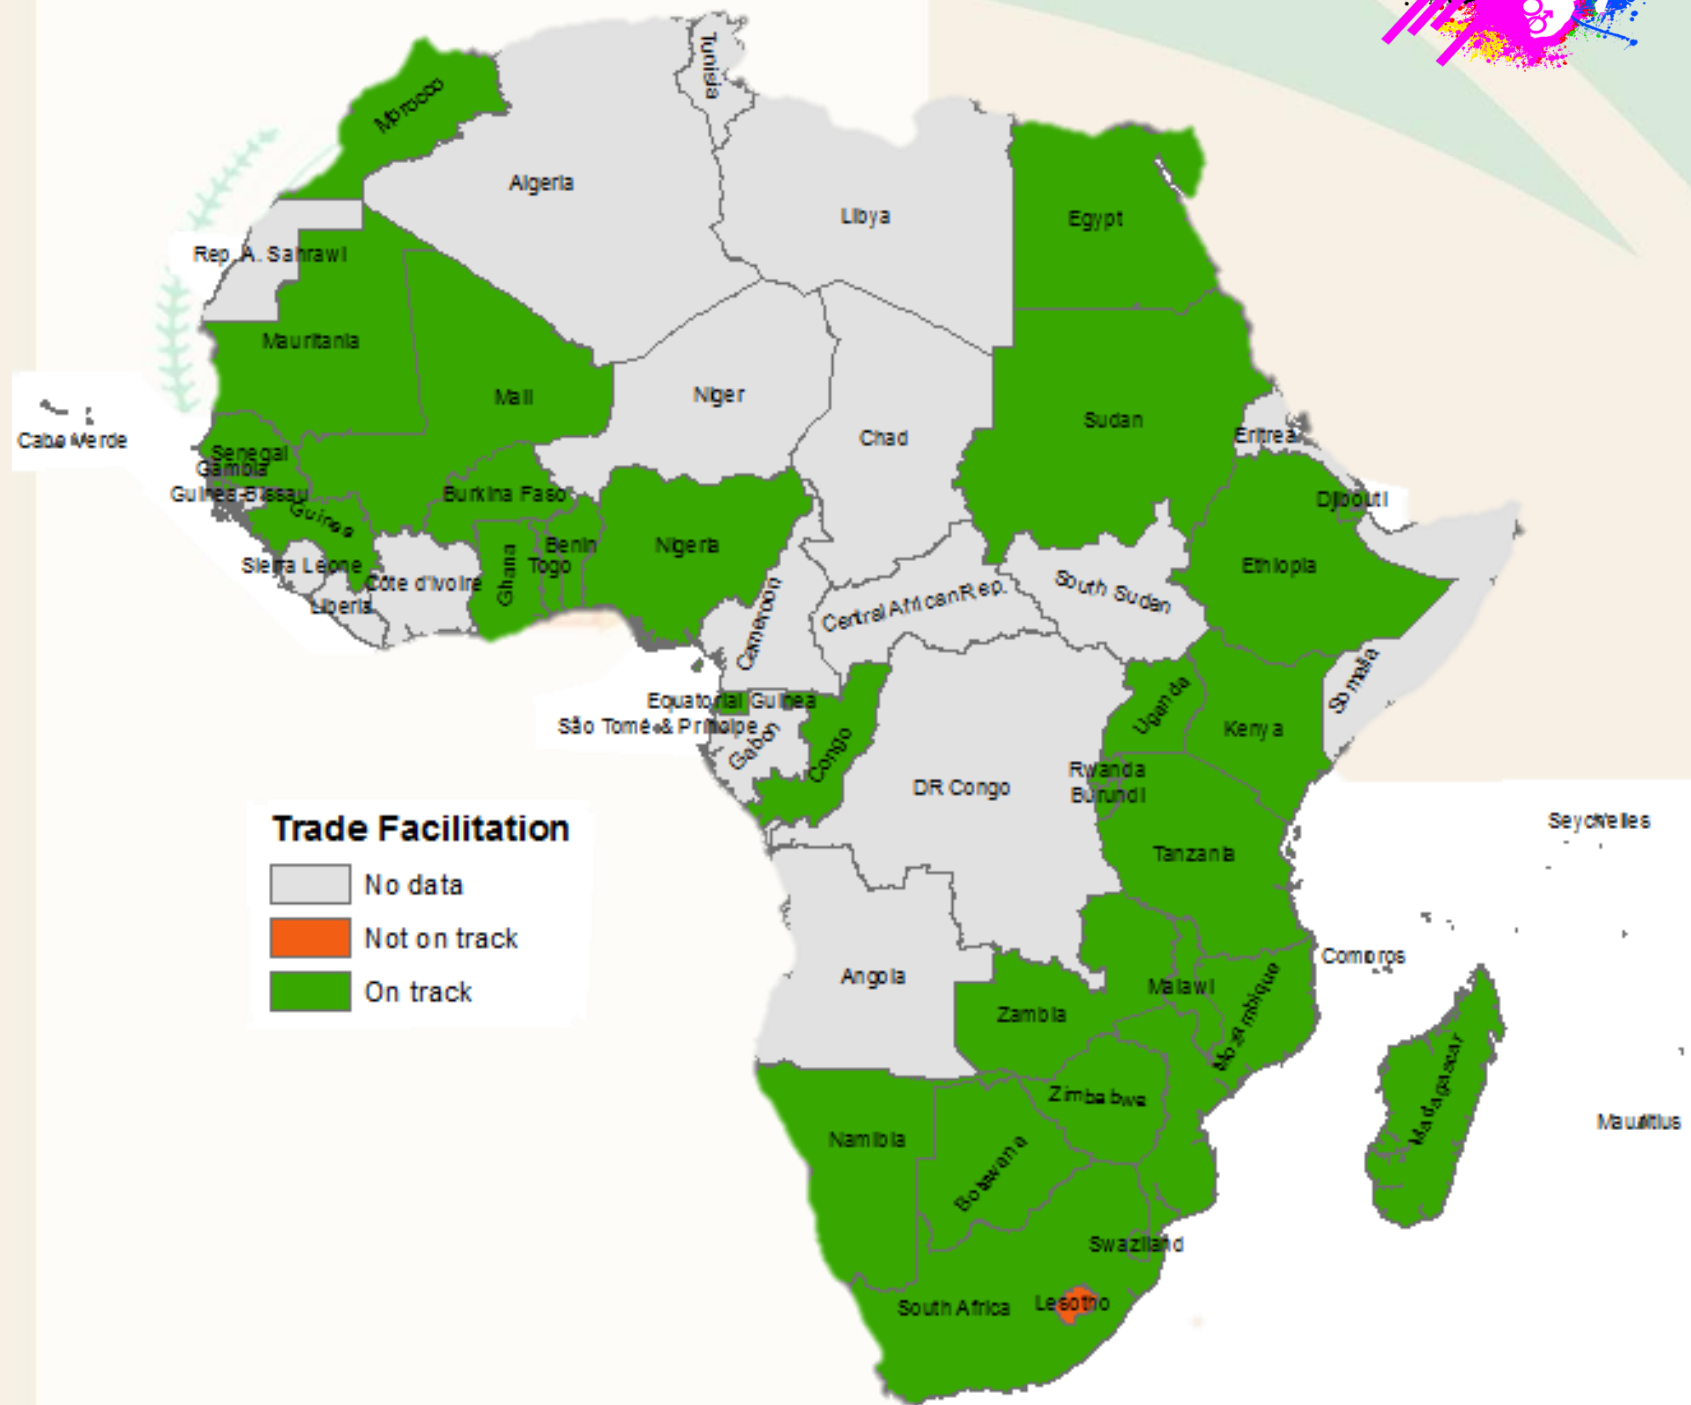 Tunisia
Morocco
Algeria
Libya
Egypt
Rep. A. Sahrawi
Mauritania
Mali
Niger
Chad
Sudan
Eritrea
Cabo Verde
Senegal
Gambia
Guinea-Bissau
Guinea
Burkina Faso
Djibouti
Sierra Leone
Liberia
Côte d'Ivoire
Ghana
Togo
Benin
Nigeria
Cameroon
Central African Rep.
South Sudan
Ethiopia
Somalia
Equatorial Guinea
São Tomé & Príncipe
Gabon
Congo
DR Congo
Uganda
Kenya
Rwanda
Burundi
Tanzania
Seychelles
Trade Facilitation
No data
Not on track
On track
Comoros
Angola
Zambia
Malawi
Mozambique
Madagascar
Mauritius
Zimbabwe
Namibia
Botswana
Swaziland
South Africa
Lesotho